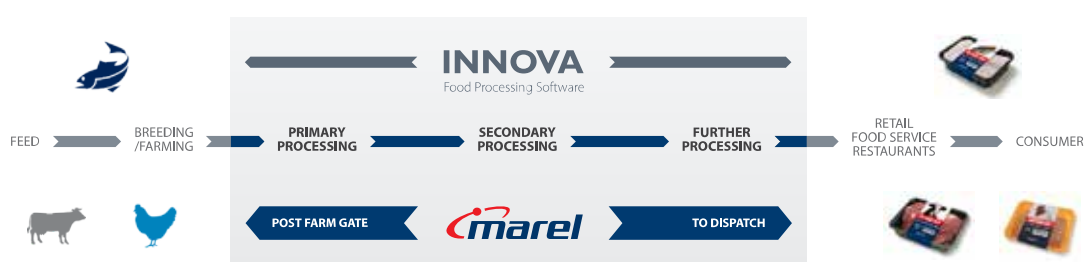 INNOVA
Food Processing Software
FEED
BREEDING
/FARMING
PRIMARY
PROCESSING
SECONDARY
PROCESSING
FURTHER
PROCESSING
RETAIL
FOOD SERVICE
RESTAURANTS
CONSUMER
POST FARM GATE
marel
TO DISPATCH